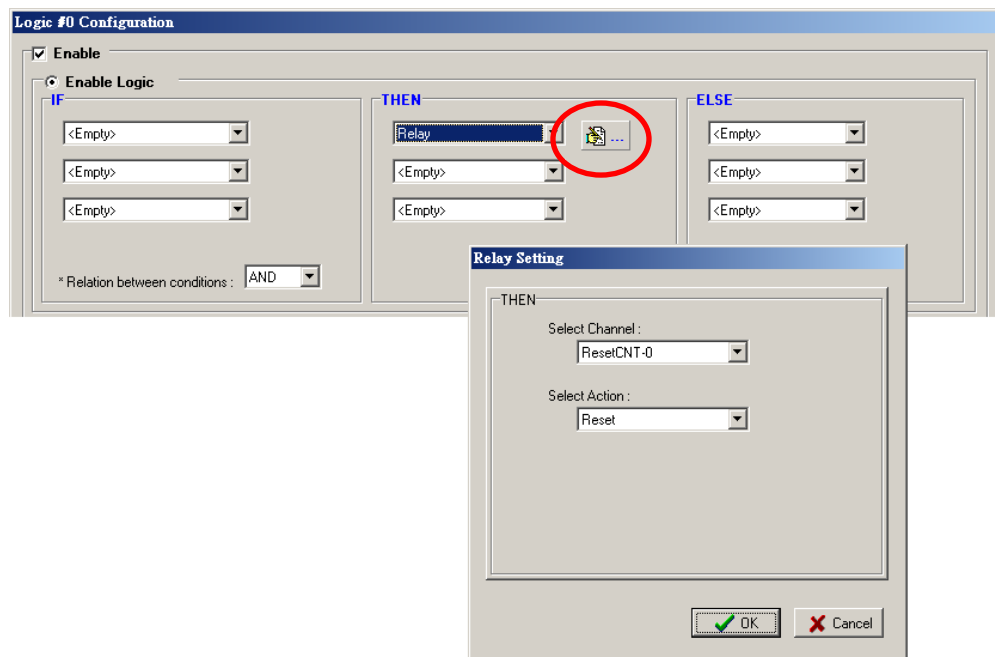 Logic #0 Configuration
Enable
Enable Logic
IF
THEN
ELSE
<Empty>
Relay
...
<Empty>
<Empty>
<Empty>
<Empty>
<Empty>
<Empty>
<Empty>
* Relation between conditions :
AND
Relay Setting
THEN
Select Channel :
ResetCNT-0
Select Action :
Reset
OK
Cancel